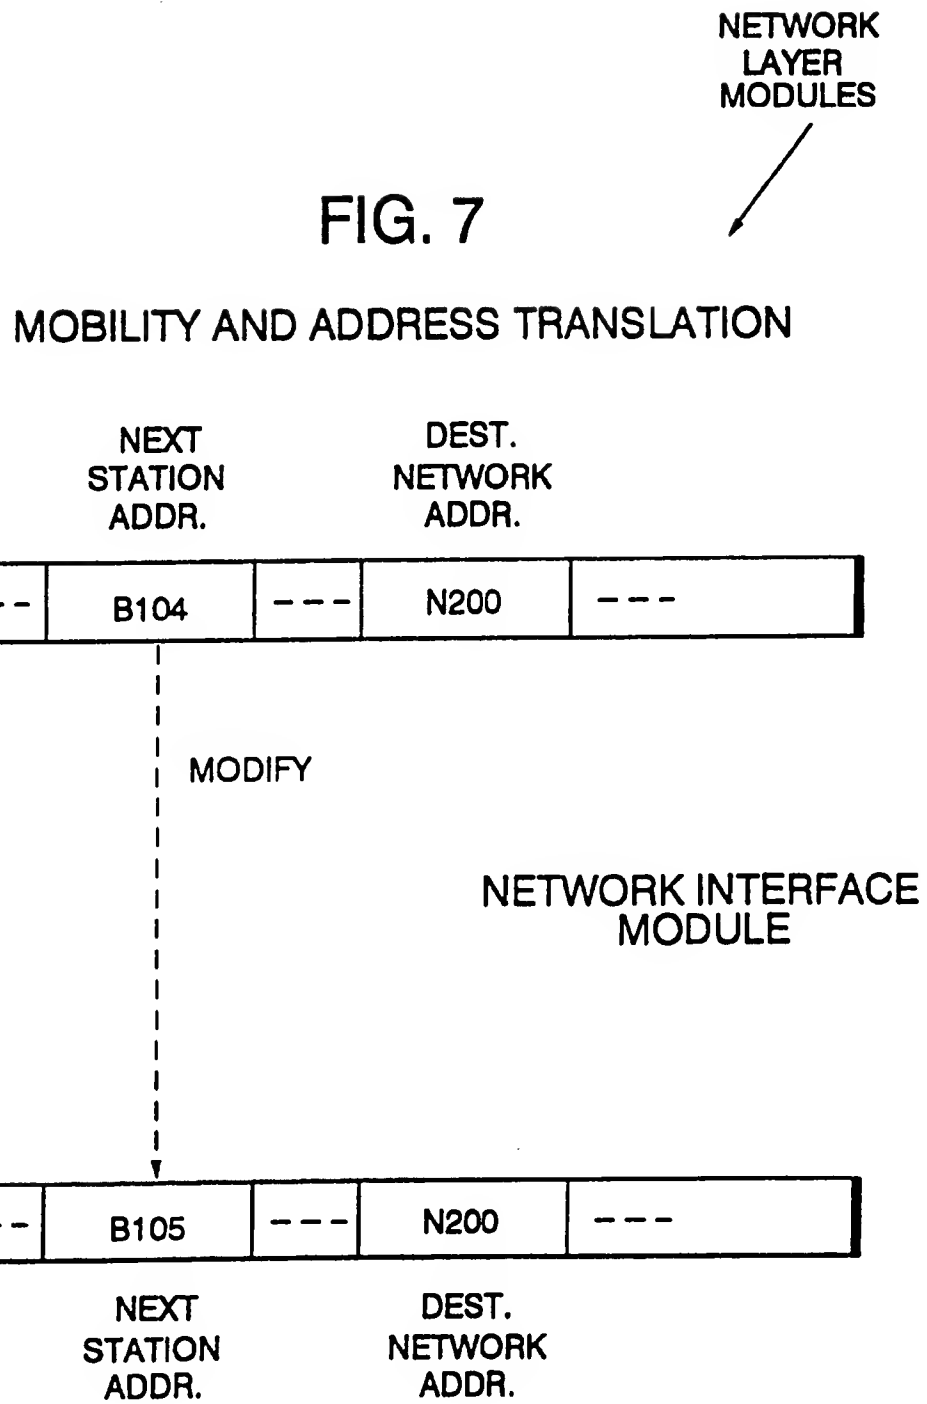 NETWORK
LAYER
MODULES
FIG. 7
MOBILITY AND ADDRESS TRANSLATION
NEXT
STATION
ADDR.
DEST.
NETWORK
ADDR.
-- B104 --- N200 ---
MODIFY
NETWORK INTERFACE
MODULE
-- B105 --- N200 ---
NEXT
STATION
ADDR.
DEST.
NETWORK
ADDR.